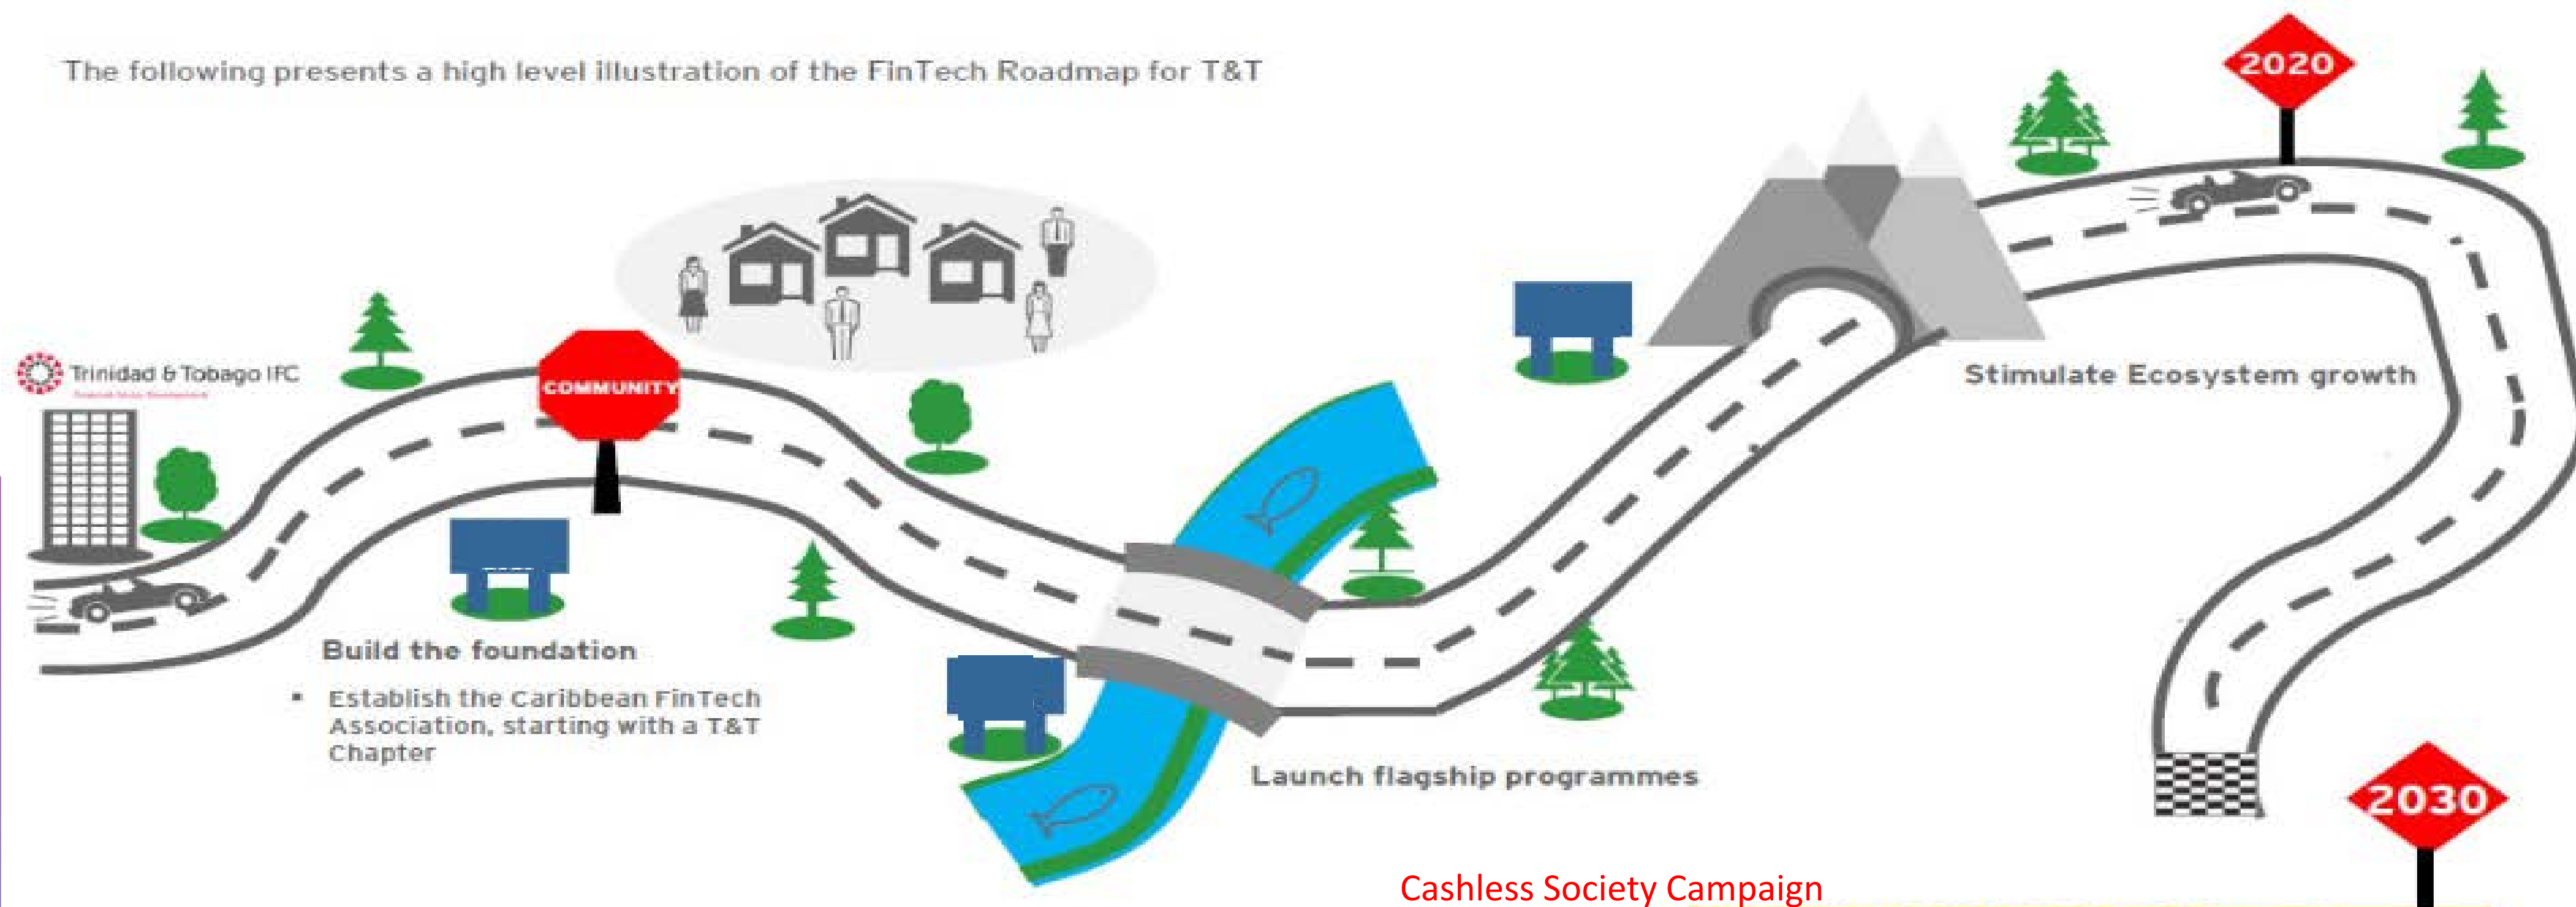 The following presents a high level illustration of the FinTech Roadmap for T&T
2020
Trinidad & Tobago IFC
COMMUNITY
Stimulate Ecosystem growth
Build the foundation
▪ Establish the Caribbean FinTech
Association, starting with a T&T
Chapter
Launch flagship programmes
2030
Cashless Society Campaign